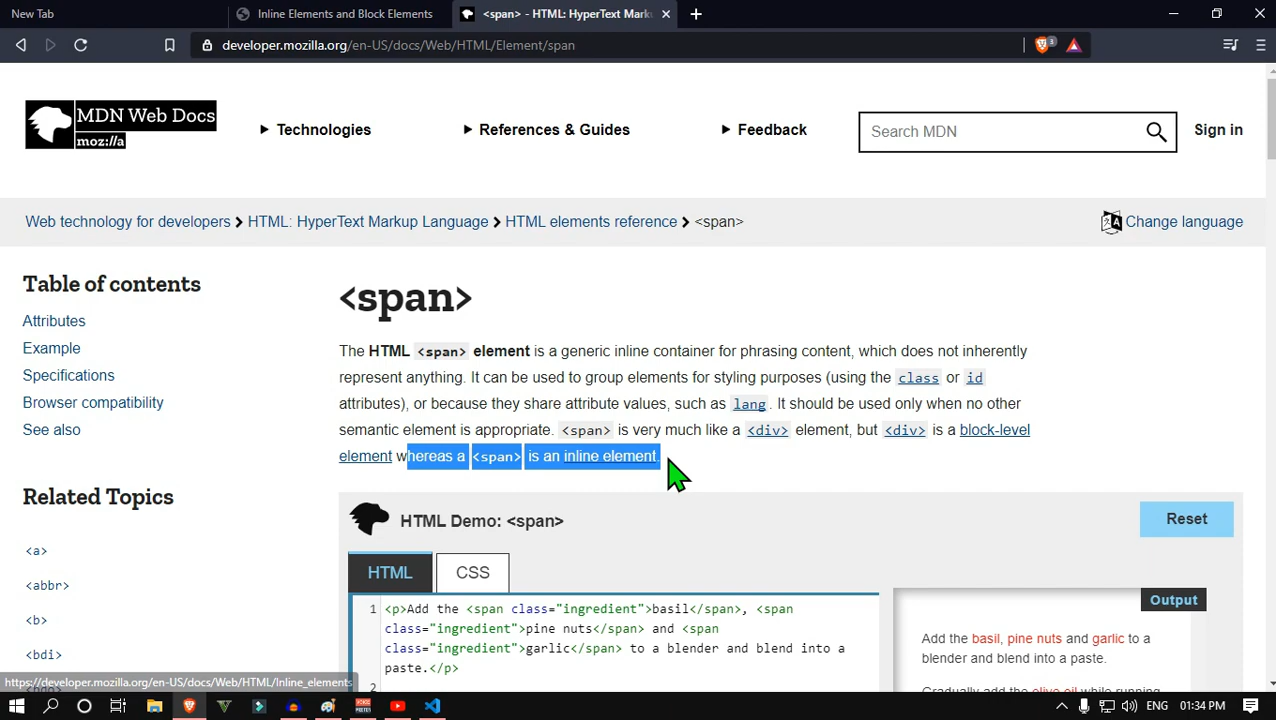 New Tab
Inline Elements and Block Elements
<span> - HTML: HyperText Mark
developer.mozilla.org/en-US/docs/Web/HTML/Element/span
3
MDN Web Docs
moz://a
Technologies
References & Guides
Feedback
Search MDN
Sign in
Web technology for developers
HTML: HyperText Markup Language
HTML elements reference
<span>
Change language
Table of contents
Attributes
Example
Specifications
Browser compatibility
See also
Related Topics
<a>
<abbr>
<b>
<bdi>
<span>
The HTML <span> element is a generic inline container for phrasing content, which does not inherently
represent anything. It can be used to group elements for styling purposes (using the class or id
attributes), or because they share attribute values, such as lang. It should be used only when no other
semantic element is appropriate. <span> is very much like a <div> element, but <div> is a block-level
element whereas a <span> is an inline element.
HTML Demo: <span>
Reset
HTML
CSS
1 <p>Add the <span class="ingredient">basil</span>, <span
class="ingredient">pine nuts</span> and <span
class="ingredient">garlic</span> to a blender and blend into a
paste.</p>
2
Output
Add the basil, pine nuts and garlic to a
blender and blend into a paste.
Gradually add the olive oil while running
https://developer.mozilla.org/en-US/docs/Web/HTML/Inline_elements
ENG
01:34 PM